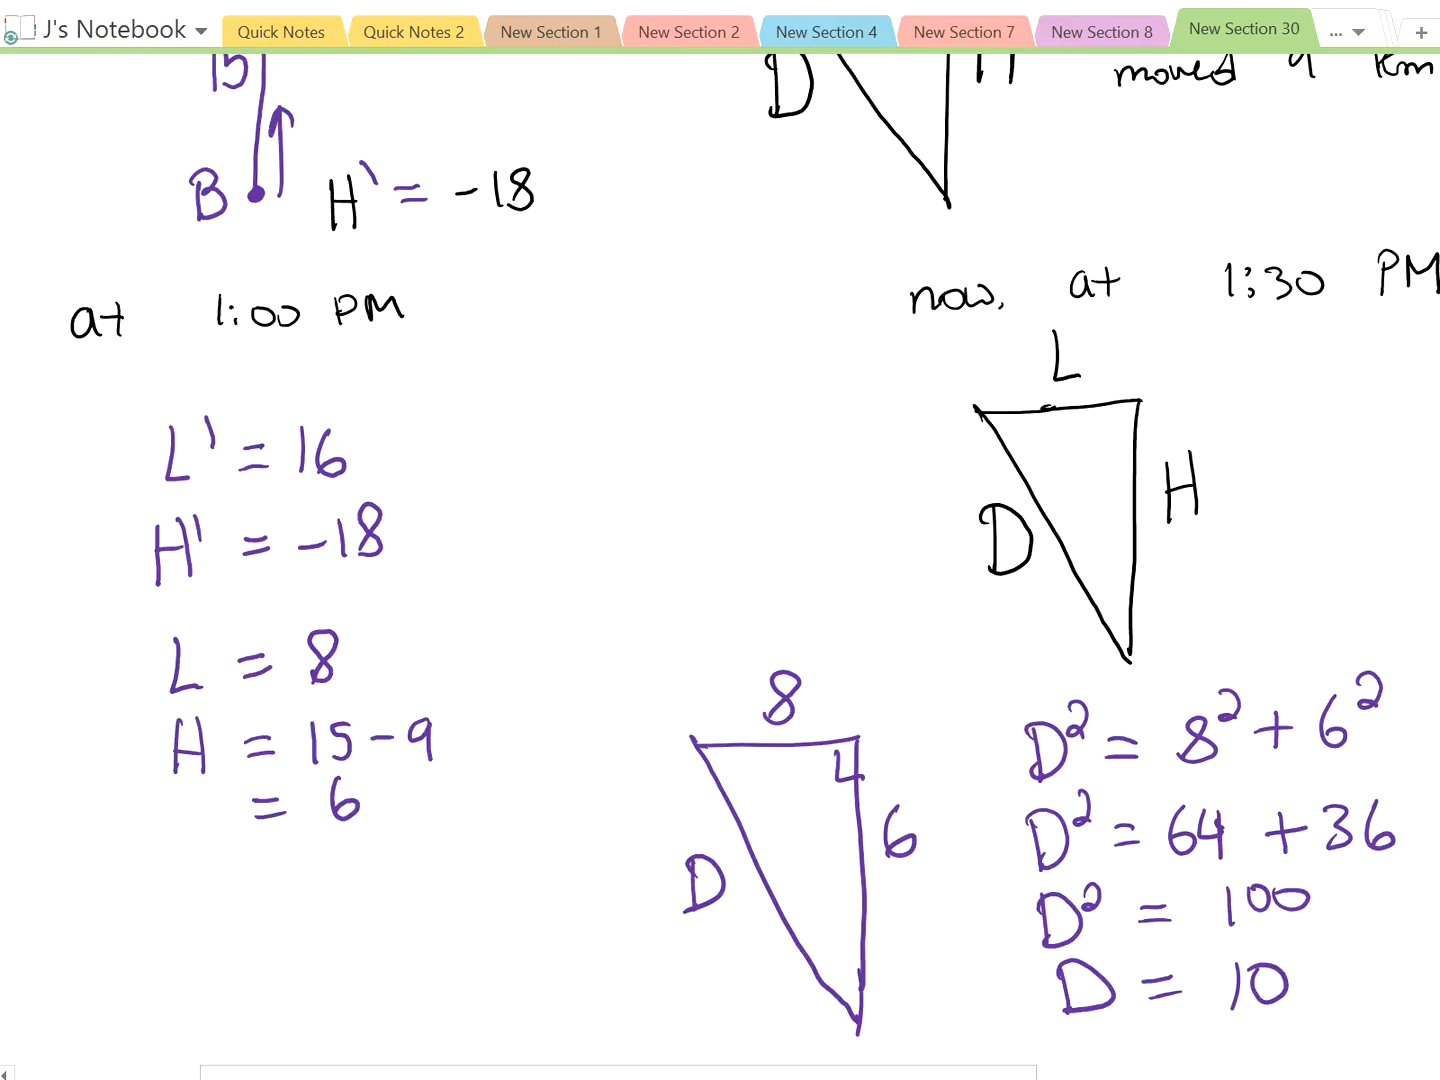 J's Notebook Quick Notes Quick Notes 2 New Section 1 New Section 2 New Section 4 New Section 7 New Section 8 New Section 30 ... +
15
D H moved 9 km
B H' = -18
at 1:00 PM
now, at 1:30 PM
L
L' = 16
H
H' = -18
D
L = 8
8
D² = 8² + 6²
H = 15 - 9
= 6
6
D² = 64 + 36
D
D² = 100
D = 10